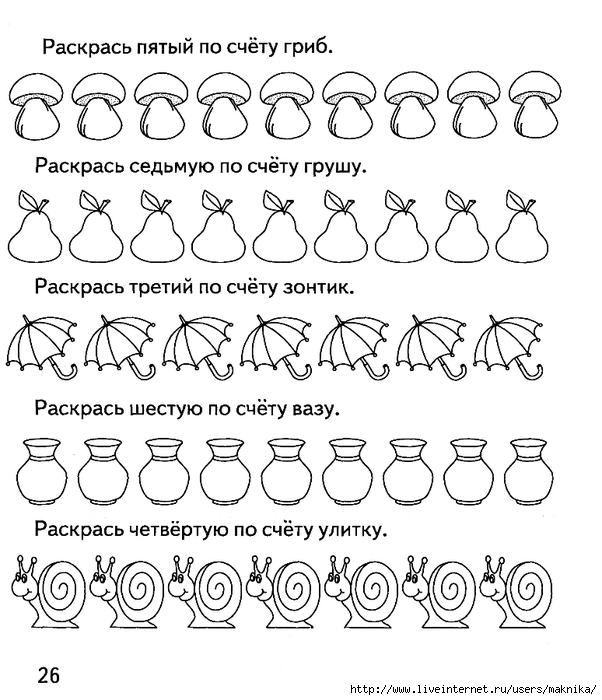 Раскрась пятый по счёту гриб.
Раскрась седьмую по счёту грушу.
Раскрась третий по счёту зонтик.
Раскрась шестую по счёту вазу.
Раскрась четвёртую по счёту улитку.
26
http://www.liveinternet.ru/users/maknika/